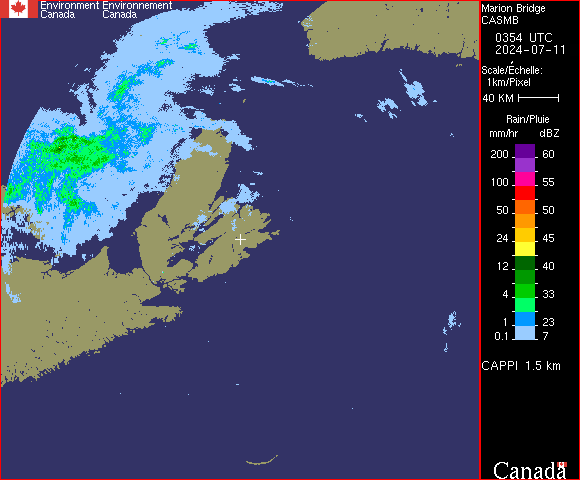 Environment Environnement
Canada Canada
Marion Bridge
CASMB
0354 UTC
2024-07-11
Scale/Échelle:
1km/Pixel
40 KM
Rain/Pluie
mm/hr dBZ
200 60
100 55
50 50
24 45
12 40
4 33
1 23
0.1 7
CAPPI 1.5 km
Canada